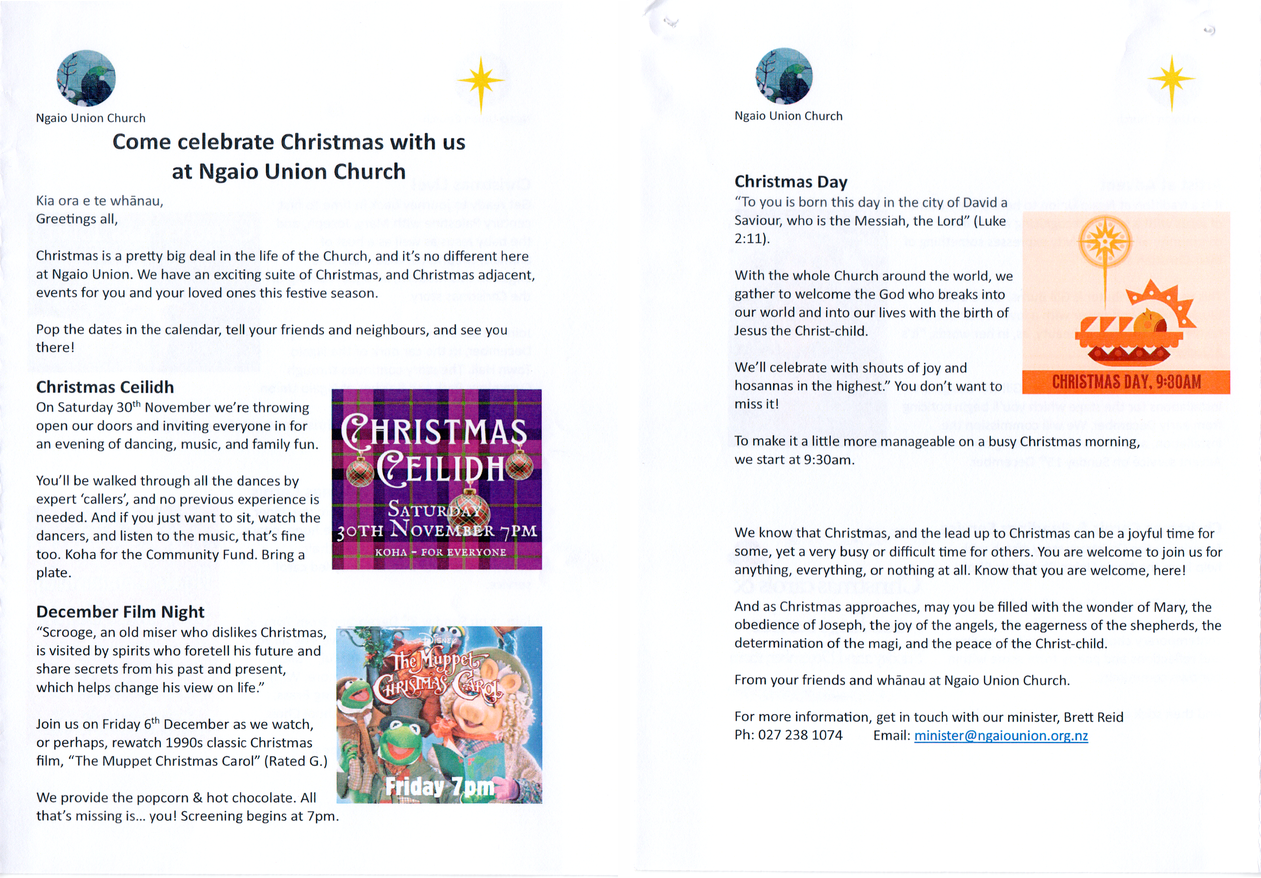 Ngaio Union Church
Come celebrate Christmas with us
at Ngaio Union Church
Kia ora e te whānau,
Greetings all,
Christmas is a pretty big deal in the life of the Church, and it's no different here
at Ngaio Union. We have an exciting suite of Christmas, and Christmas adjacent,
events for you and your loved ones this festive season.
Pop the dates in the calendar, tell your friends and neighbours, and see you
there!
Christmas Ceilidh
On Saturday 30th November we're throwing
open our doors and inviting everyone in for
an evening of dancing, music, and family fun.
You'll be walked through all the dances by
expert 'callers', and no previous experience is
needed. And if you just want to sit, watch the
dancers, and listen to the music, that's fine
too. Koha for the Community Fund. Bring a
plate.
CHRISTMAS
CEILIDH
SATURDAY
30TH NOVEMBER 7PM
KOHA - FOR EVERYONE
December Film Night
"Scrooge, an old miser who dislikes Christmas,
is visited by spirits who foretell his future and
share secrets from his past and present,
which helps change his view on life."
Join us on Friday 6th December as we watch,
or perhaps, rewatch 1990s classic Christmas
film, "The Muppet Christmas Carol" (Rated G.)
We provide the popcorn & hot chocolate. All
that's missing is... you! Screening begins at 7pm.
The Muppet
Christmas Carol
Friday 7pm
Ngaio Union Church
Christmas Day
"To you is born this day in the city of David a
Saviour, who is the Messiah, the Lord" (Luke
2:11).
With the whole Church around the world, we
gather to welcome the God who breaks into
our world and into our lives with the birth of
Jesus the Christ-child.
We'll celebrate with shouts of joy and
hosannas in the highest." You don't want to
miss it!
To make it a little more manageable on a busy Christmas morning,
we start at 9:30am.
CHRISTMAS DAY, 9:30AM
We know that Christmas, and the lead up to Christmas can be a joyful time for
some, yet a very busy or difficult time for others. You are welcome to join us for
anything, everything, or nothing at all. Know that you are welcome, here!
And as Christmas approaches, may you be filled with the wonder of Mary, the
obedience of Joseph, the joy of the angels, the eagerness of the shepherds, the
determination of the magi, and the peace of the Christ-child.
From your friends and whānau at Ngaio Union Church.
For more information, get in touch with our minister, Brett Reid
Ph: 027 238 1074 Email: minister@ngaiounion.org.nz